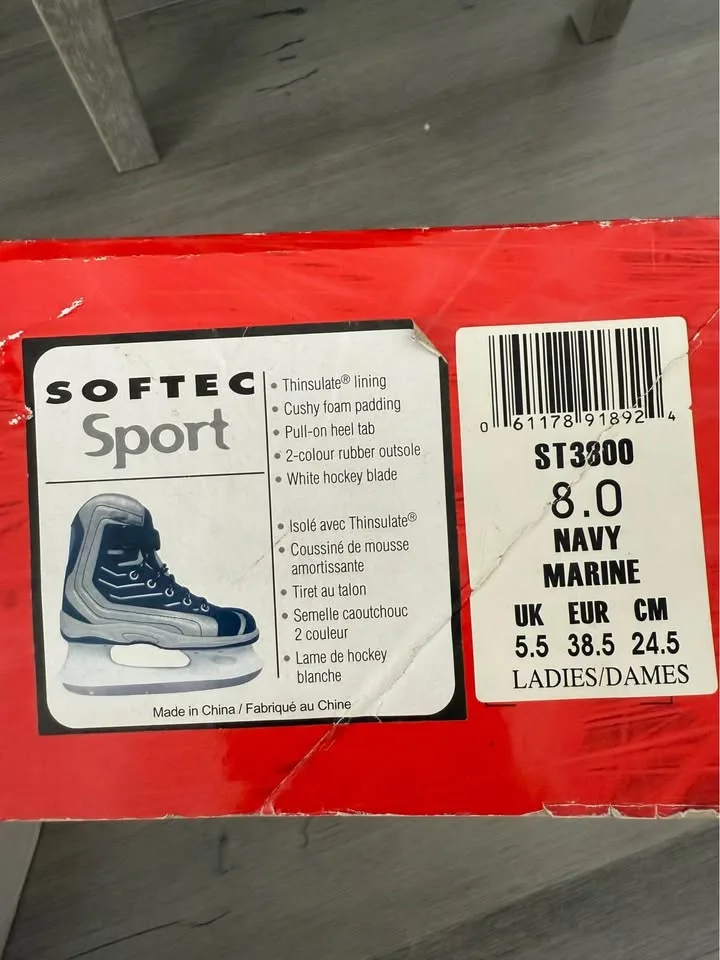 SOFTEC
Sport
• Thinsulate® lining
• Cushy foam padding
• Pull-on heel tab
• 2-colour rubber outsole
• White hockey blade
• Isolé avec Thinsulate®
• Coussiné de mousse
amortissante
• Tiret au talon
• Semelle caoutchouc
2 couleur
• Lame de hockey
blanche
Made in China / Fabriqué au Chine
0 61178 91892 4
ST3800
8.0
NAVY
MARINE
UK EUR CM
5.5 38.5 24.5
LADIES/DAMES